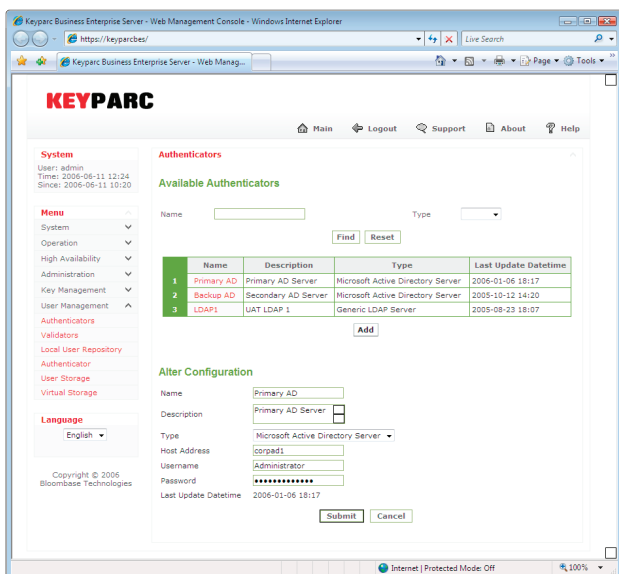 Keyparc Business Enterprise Server - Web Management Console - Windows Internet Explorer
https://keyparcbes/
Live Search
Keyparc Business Enterprise Server - Web Manag...
Page Tools
KEYPARC
Main Logout Support About Help
System
User: admin
Time: 2006-06-11 12:24
Since: 2006-06-11 10:20
Menu
System
Operation
High Availability
Administration
Key Management
User Management
Authenticators
Validators
Local User Repository
Authenticator
User Storage
Virtual Storage
Language
English
Copyright © 2006
Bloombase Technologies
Authenticators
Available Authenticators
Name Type
Find Reset
Name Description Type Last Update Datetime
1 Primary AD Primary AD Server Microsoft Active Directory Server 2006-01-06 18:17
2 Backup AD Secondary AD Server Microsoft Active Directory Server 2005-10-12 14:20
3 LDAP1 UAT LDAP 1 Generic LDAP Server 2005-08-23 18:07
Add
Alter Configuration
Name Primary AD
Description Primary AD Server
Type Microsoft Active Directory Server
Host Address corpad1
Username Administrator
Password •••••••••••••
Last Update Datetime 2006-01-06 18:17
Submit Cancel
Internet | Protected Mode: Off 100%